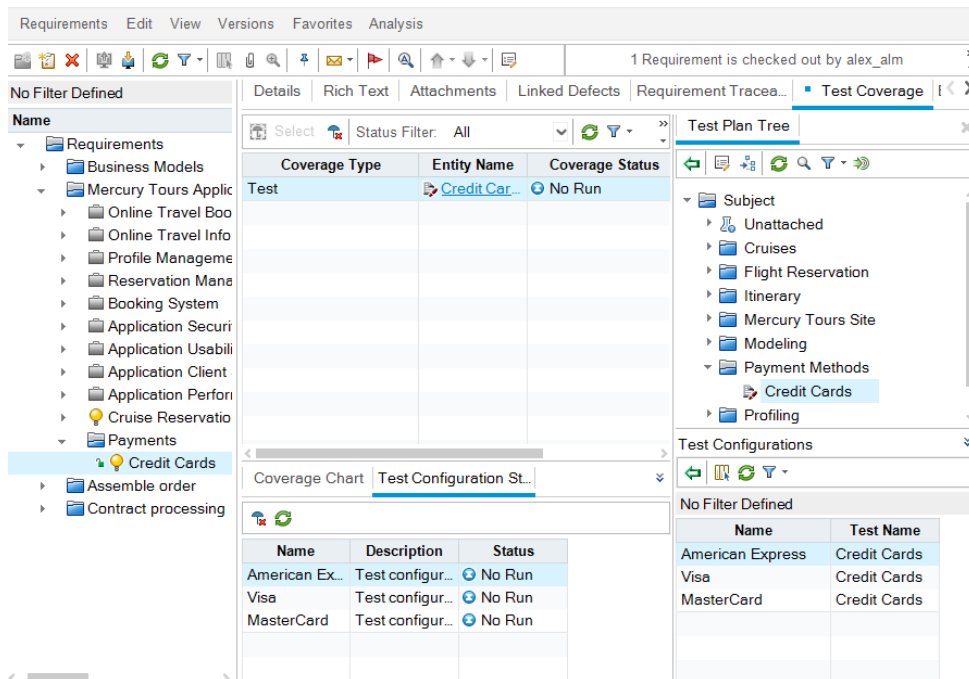 Requirements Edit View Versions Favorites Analysis
1 Requirement is checked out by alex_alm
No Filter Defined
Name
Requirements
Business Models
Mercury Tours Applic
Online Travel Boo
Online Travel Info
Profile Manageme
Reservation Mana
Booking System
Application Securi
Application Usabili
Application Client
Application Perfor
Cruise Reservatio
Payments
Credit Cards
Assemble order
Contract processing
Details Rich Text Attachments Linked Defects Requirement Tracea... Test Coverage
Select Status Filter: All
Coverage Type Entity Name Coverage Status
Test Credit Car... No Run
Coverage Chart Test Configuration St...
Name Description Status
American Ex... Test configur... No Run
Visa Test configur... No Run
MasterCard Test configur... No Run
Test Plan Tree
Subject
Unattached
Cruises
Flight Reservation
Itinerary
Mercury Tours Site
Modeling
Payment Methods
Credit Cards
Profiling
Test Configurations
No Filter Defined
Name Test Name
American Express Credit Cards
Visa Credit Cards
MasterCard Credit Cards